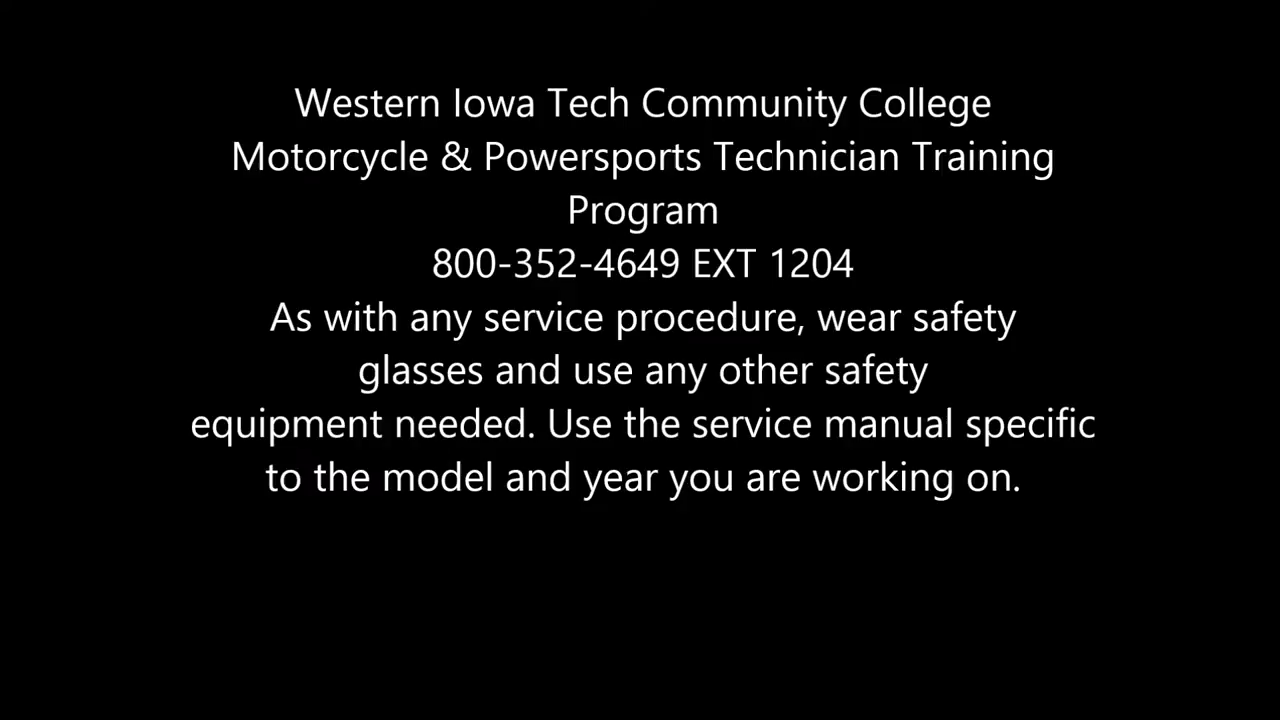 Western Iowa Tech Community College
Motorcycle & Powersports Technician Training
Program
800-352-4649 EXT 1204
As with any service procedure, wear safety
glasses and use any other safety
equipment needed. Use the service manual specific
to the model and year you are working on.